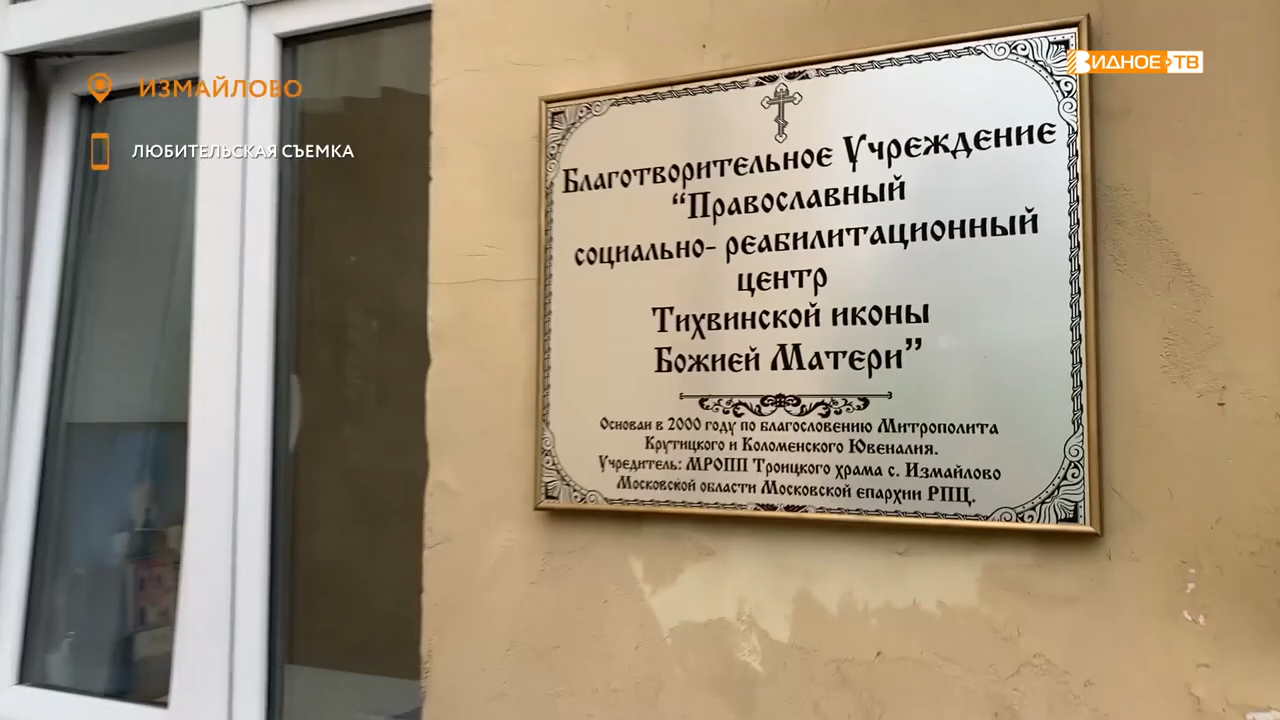 ИЗМАЙЛОВО
ЛЮБИТЕЛЬСКАЯ СЪЕМКА
ВИДНОЕ ТВ
Благотворительное Учреждение
“Православный
социально- реабилитационный
центр
Тихвинской иконы
Божией Матери”
Основан в 2000 году по благословению Митрополита
Крутицкого и Коломенского Ювеналия.
Учредитель: МРОПП Троицкого храма с. Измайлово
Московской области Московской епархии РПЦ.